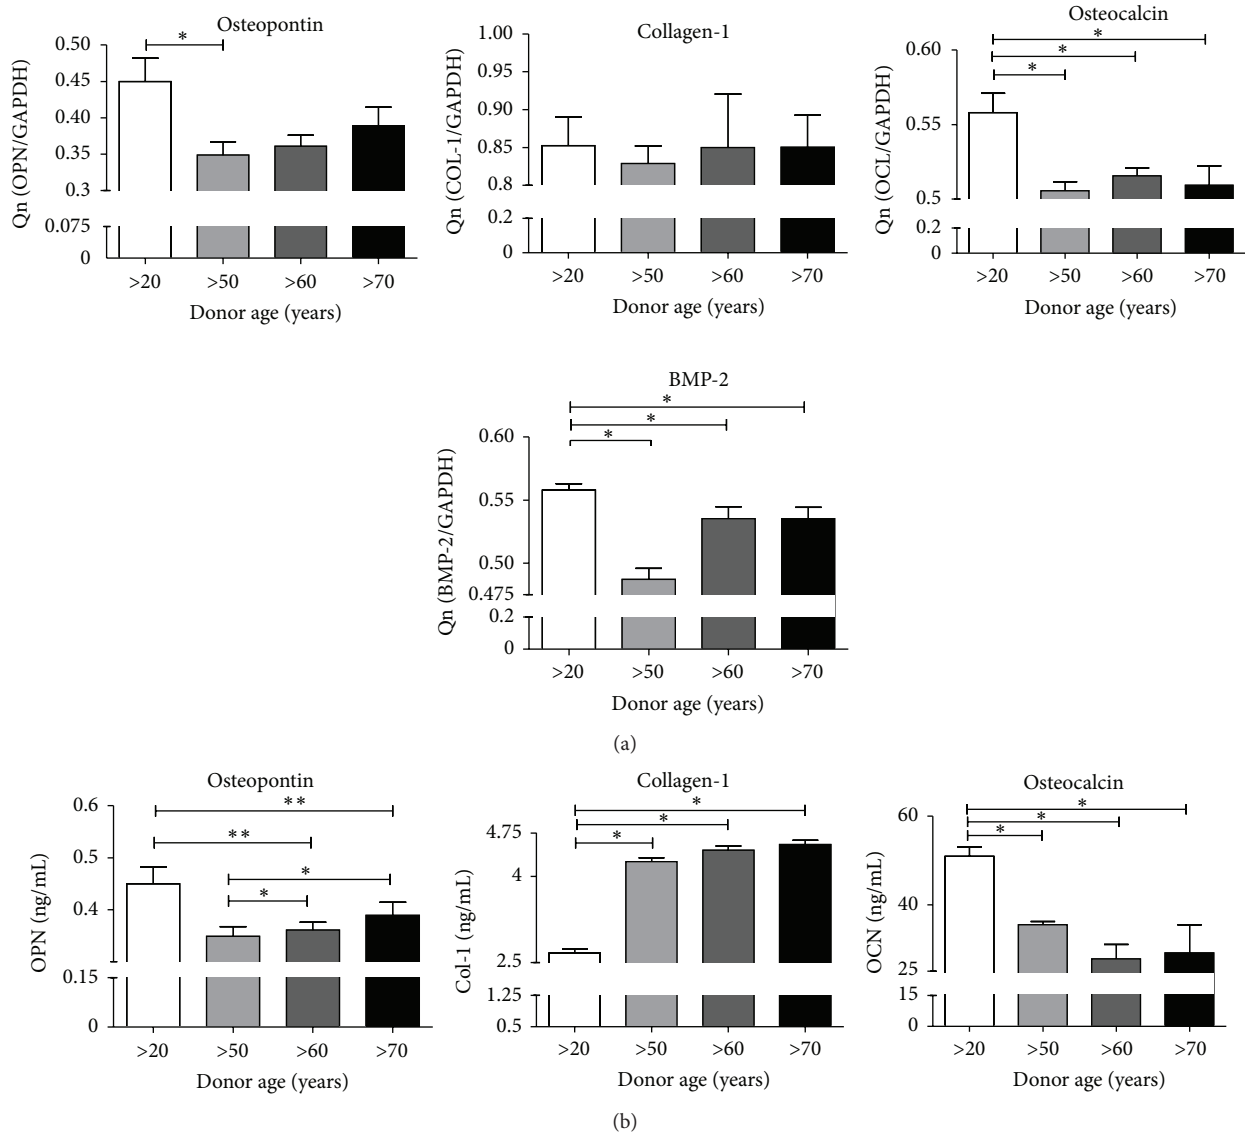 Osteopontin
*
0.50
0.45
0.40
0.35
0.3
0.075
0
Qn (OPN/GAPDH)
>20 >50 >60 >70
Donor age (years)
Collagen-1
1.00
0.95
0.90
0.85
0.8
0.2
0
Qn (COL-1/GAPDH)
>20 >50 >60 >70
Donor age (years)
Osteocalcin
*
*
*
0.60
0.55
0.5
0.2
0
Qn (OCL/GAPDH)
>20 >50 >60 >70
Donor age (years)
BMP-2
*
*
*
0.60
0.55
0.50
0.475
0.2
0
Qn (BMP-2/GAPDH)
>20 >50 >60 >70
Donor age (years)
(a)
Osteopontin
**
**
*
*
0.6
0.5
0.4
0.15
0
OPN (ng/mL)
>20 >50 >60 >70
Donor age (years)
Collagen-1
*
*
*
4.75
4
2.5
1.25
0.5
Col-1 (ng/mL)
>20 >50 >60 >70
Donor age (years)
Osteocalcin
*
*
*
60
40
25
15
0
OCN (ng/mL)
>20 >50 >60 >70
Donor age (years)
(b)